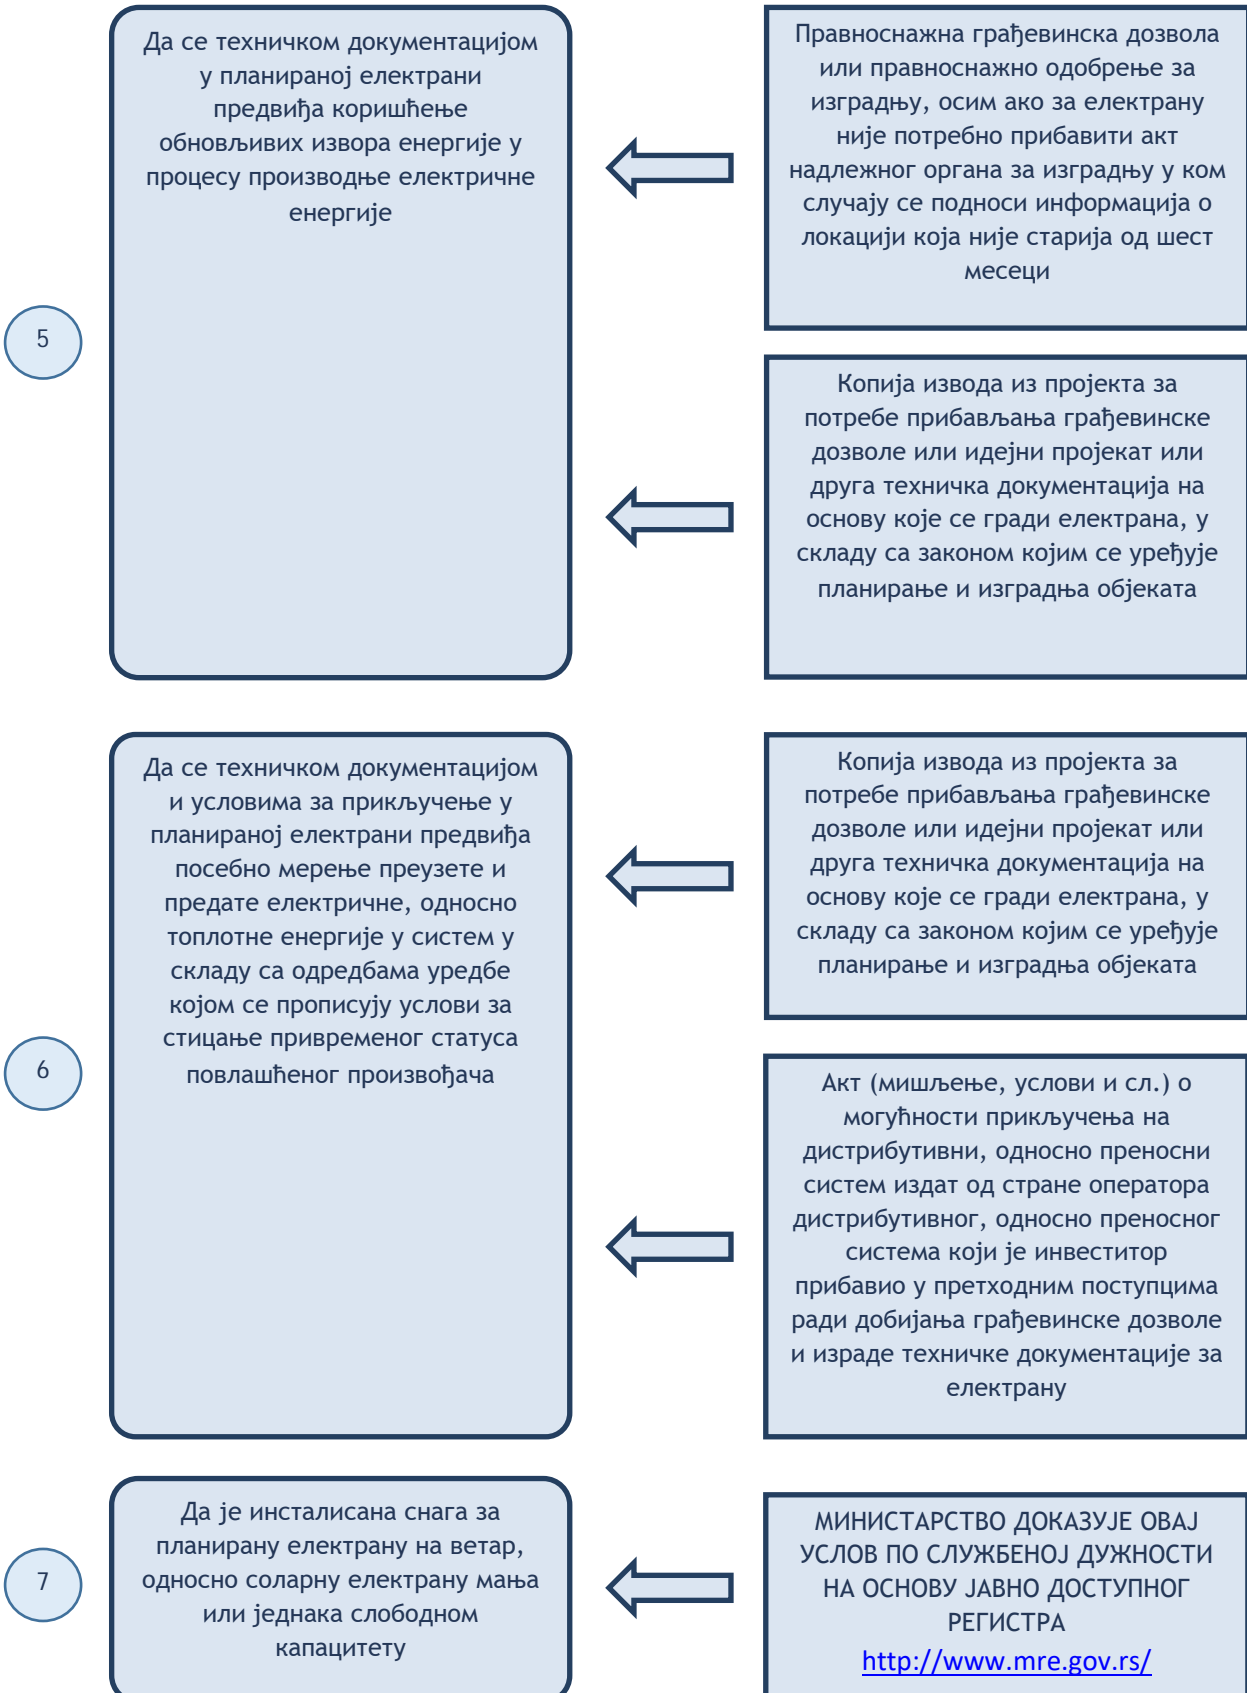 5
Да се техничком документацијом
у планираној електрани
предвиђа коришћење
обновљивих извора енергије у
процесу производње електричне
енергије
Правноснажна грађевинска дозвола
или правноснажно одобрење за
изградњу, осим ако за електрану
није потребно прибавити акт
надлежног органа за изградњу у ком
случају се подноси информација о
локацији која није старија од шест
месеци
Копија извода из пројекта за
потребе прибављања грађевинске
дозволе или идејни пројекат или
друга техничка документација на
основу које се гради електрана, у
складу са законом којим се уређује
планирање и изградња објеката
6
Да се техничком документацијом
и условима за прикључење у
планираној електрани предвиђа
посебно мерење преузете и
предате електричне, односно
топлотне енергије у систем у
складу са одредбама уредбе
којом се прописују услови за
стицање привременог статуса
повлашћеног произвођача
Копија извода из пројекта за
потребе прибављања грађевинске
дозволе или идејни пројекат или
друга техничка документација на
основу које се гради електрана, у
складу са законом којим се уређује
планирање и изградња објеката
Акт (мишљење, услови и сл.) о
могућности прикључења на
дистрибутивни, односно преносни
систем издат од стране оператора
дистрибутивног, односно преносног
система који је инвеститор
прибавио у претходним поступцима
ради добијања грађевинске дозволе
и израде техничке документације за
електрану
7
Да је инсталисана снага за
планирану електрану на ветар,
односно соларну електрану мања
или једнака слободном
капацитету
МИНИСТАРСТВО ДОКАЗУЈЕ ОВАЈ
УСЛОВ ПО СЛУЖБЕНОЈ ДУЖНОСТИ
НА ОСНОВУ ЈАВНО ДОСТУПНОГ
РЕГИСТРА
http://www.mre.gov.rs/